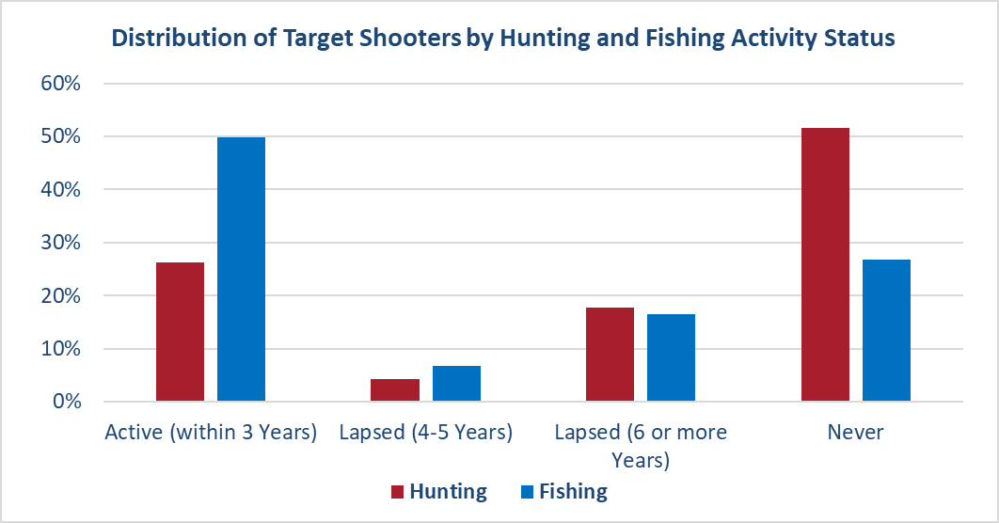 Distribution of Target Shooters by Hunting and Fishing Activity Status
60%
50%
40%
30%
20%
10%
0%
Active (within 3 Years)
Lapsed (4-5 Years)
Lapsed (6 or more
Years)
Never
Hunting
Fishing